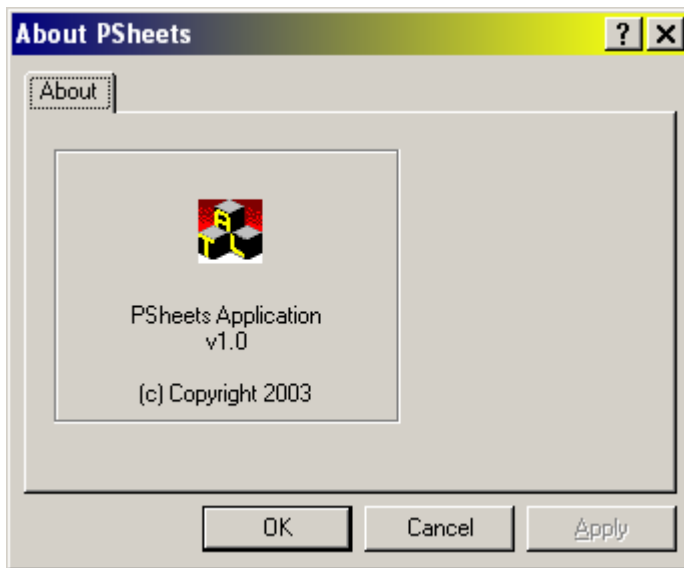 About PSheets
About
PSheets Application
v1.0
(c) Copyright 2003
OK
Cancel
Apply